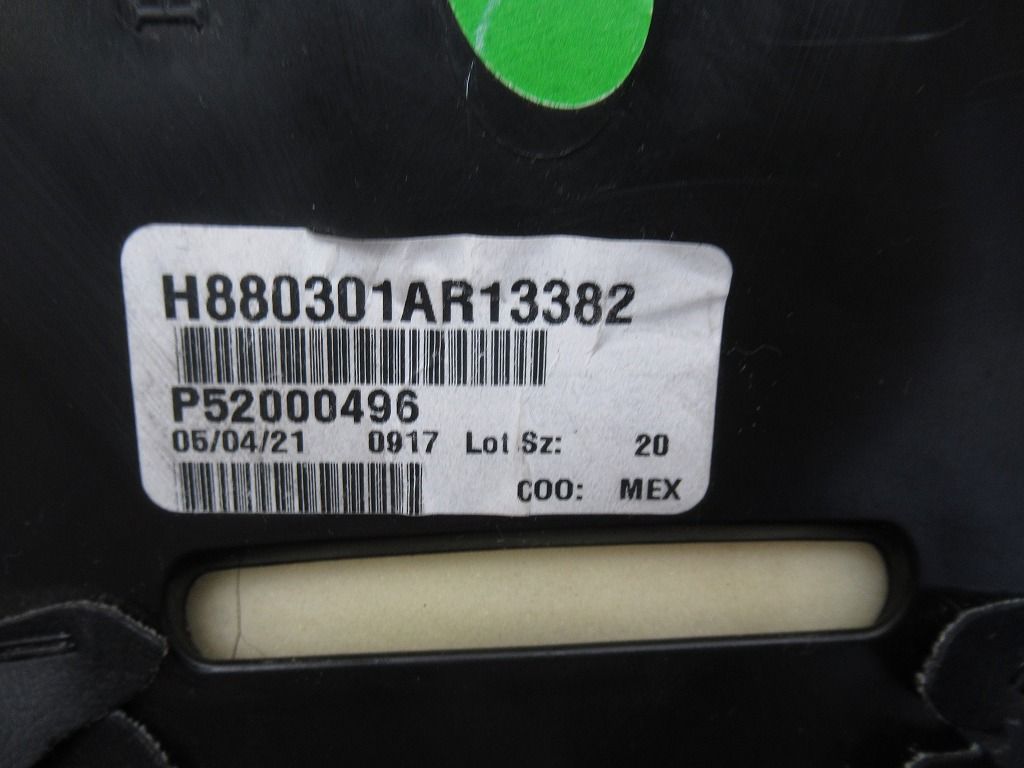 H880301AR13382
P52000496
05/04/21 0917 Lot Sz: 20
COO: MEX